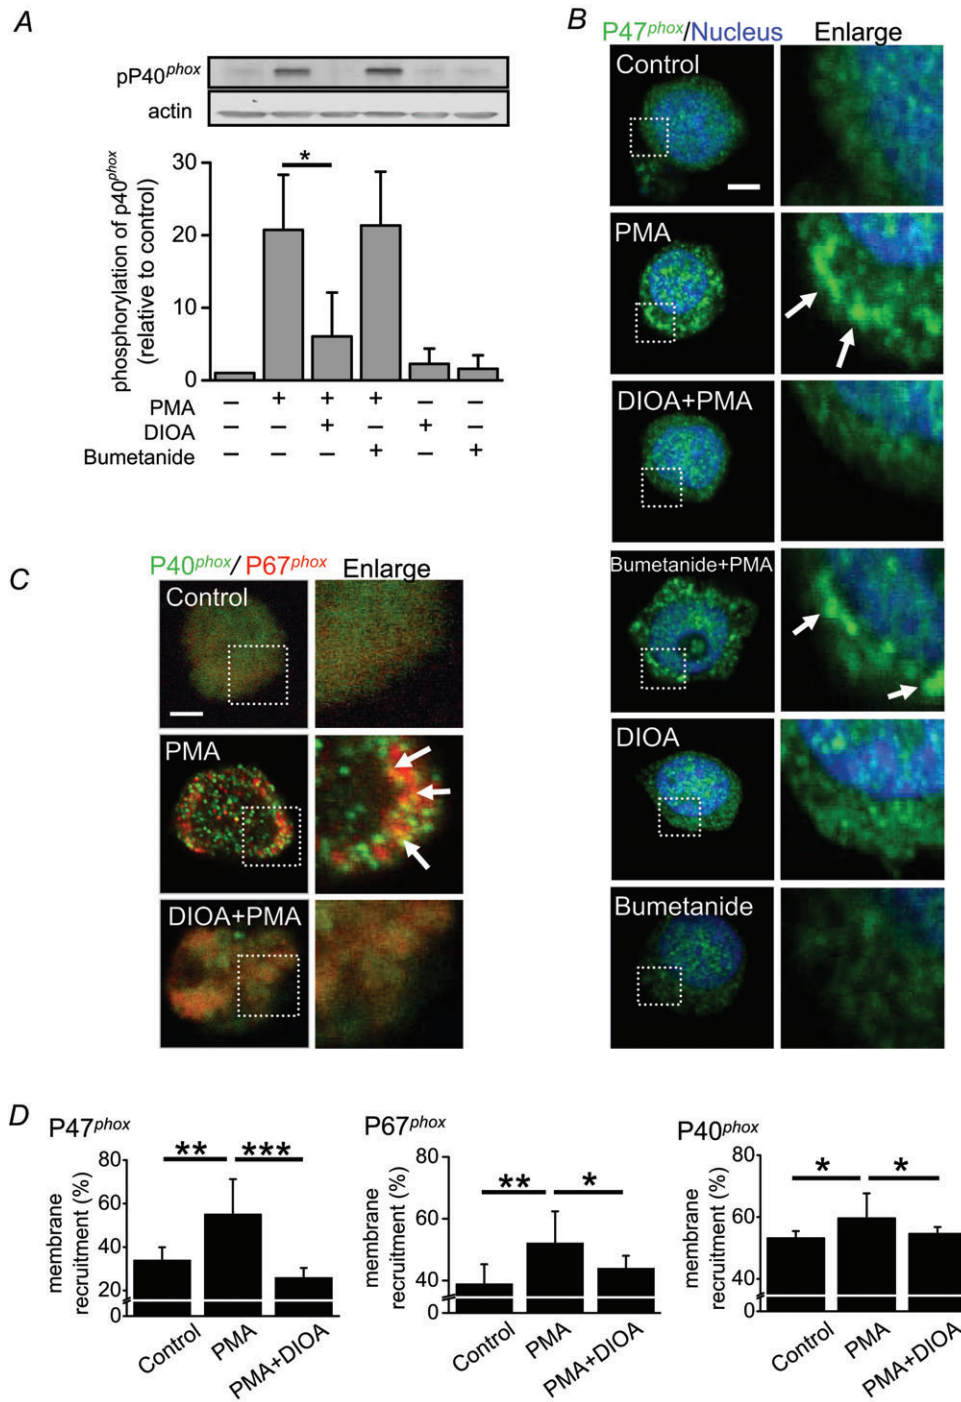 A
pP40phox
actin
*
30
20
10
0
phosphorylation of p40phox
(relative to control)
PMA – + + + – –
DIOA – – + – + –
Bumetanide – – – + – +
B
P47phox/Nucleus Enlarge
Control
PMA
DIOA+PMA
Bumetanide+PMA
DIOA
Bumetanide
C
P40phox/ P67phox Enlarge
Control
PMA
DIOA+PMA
D
P47phox
** ***
membrane
recruitment (%)
80
60
40
20
0
Control PMA PMA+DIOA
P67phox
** *
membrane
recruitment (%)
80
60
40
0
Control PMA PMA+DIOA
P40phox
* *
membrane
recruitment (%)
80
60
40
0
Control PMA PMA+DIOA